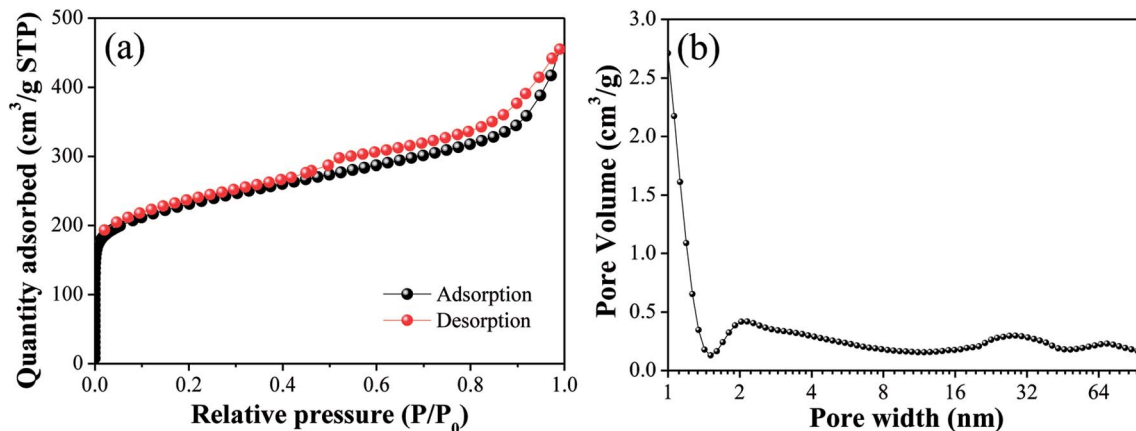 (a)
Quantity adsorbed (cm³/g STP)
500
400
300
200
100
0
Adsorption
Desorption
0.0 0.2 0.4 0.6 0.8 1.0
Relative pressure (P/P₀)
(b)
Pore Volume (cm³/g)
3.0
2.5
2.0
1.5
1.0
0.5
0.0
1 2 4 8 16 32 64
Pore width (nm)